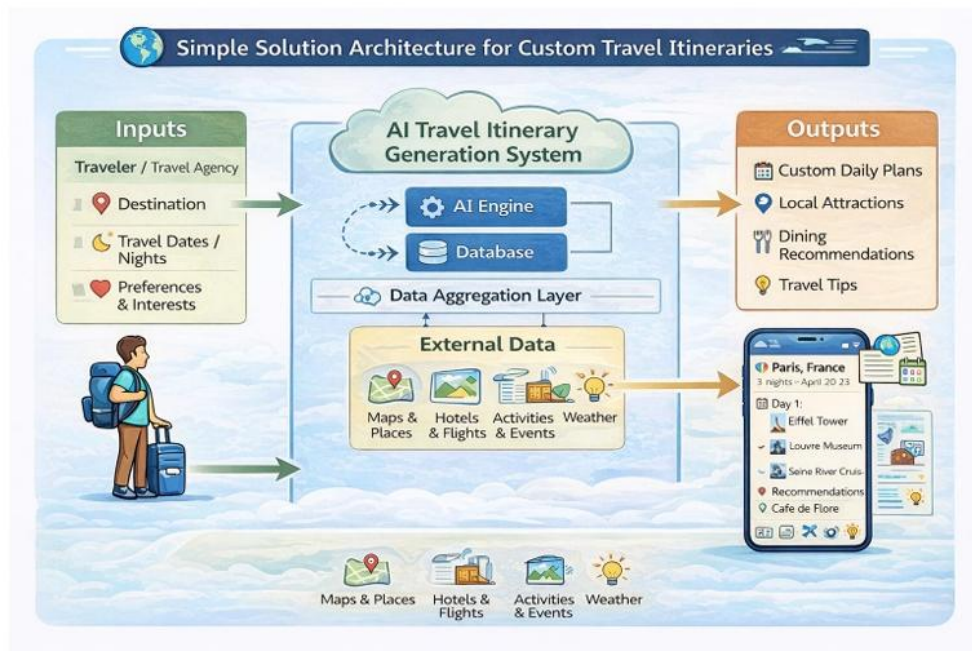 Simple Solution Architecture for Custom Travel Itineraries
Inputs
Traveler / Travel Agency
Destination
Travel Dates /
Nights
Preferences
& Interests
AI Travel Itinerary
Generation System
AI Engine
Database
Data Aggregation Layer
External Data
Maps &
Places
Hotels
& Flights
Activities
& Events
Weather
Outputs
Custom Daily Plans
Local Attractions
Dining
Recommendations
Travel Tips
Paris, France
3 nights – April 20 23
Day 1:
Eiffel Tower
Louvre Museum
Seine River Cruis-
Recommendations
Cafe de Flore
Maps & Places
Hotels &
Flights
Activities
& Events
Weather